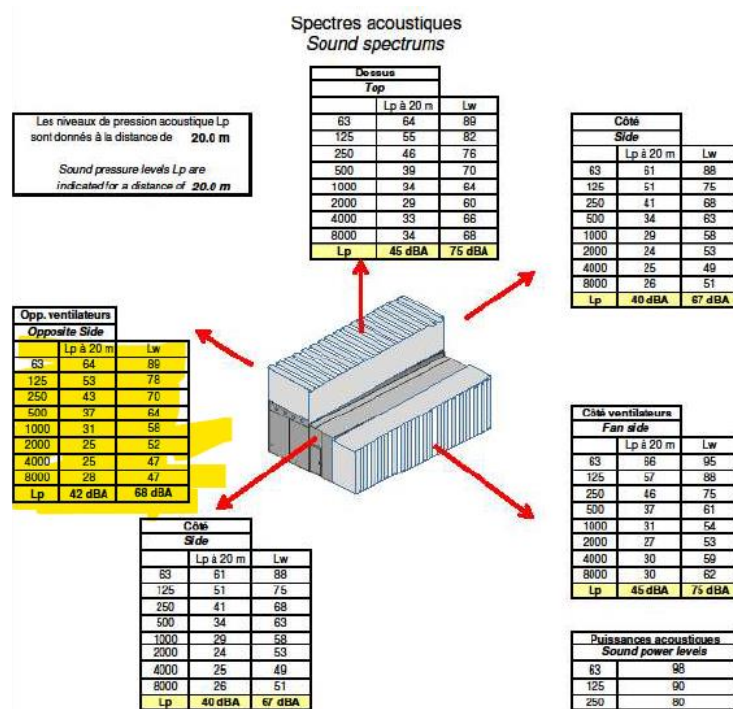 Spectres acoustiques
Sound spectrums
Les niveaux de pression acoustique Lp
sont donnés à la distance de 20.0 m
Sound pressure levels Lp are
indicated for a distance of 20.0 m
Dessus
Top
Lp à 20 m Lw
63 64 89
125 55 82
250 46 76
500 39 70
1000 34 64
2000 29 60
4000 33 66
8000 34 68
Lp 45 dBA 75 dBA
Côté
Side
Lp à 20 m Lw
63 61 88
125 51 75
250 41 68
500 34 63
1000 29 58
2000 24 53
4000 25 49
8000 26 51
Lp 40 dBA 67 dBA
Opp. ventilateurs
Opposite Side
Lp à 20 m Lw
63 64 89
125 53 78
250 43 70
500 37 64
1000 31 58
2000 25 52
4000 25 47
8000 28 47
Lp 42 dBA 68 dBA
Côté ventilateurs
Fan side
Lp à 20 m Lw
63 66 95
125 57 88
250 46 75
500 37 61
1000 31 54
2000 27 53
4000 30 59
8000 30 62
Lp 45 dBA 75 dBA
Côté
Side
Lp à 20 m Lw
63 61 88
125 51 75
250 41 68
500 34 63
1000 29 58
2000 24 53
4000 25 49
8000 26 51
Lp 40 dBA 67 dBA
Puissances acoustiques
Sound power levels
63 98
125 90
250 80